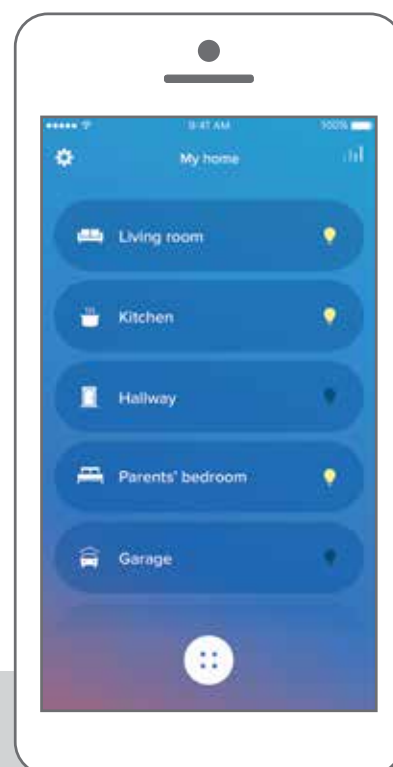 9:41 AM 100%
My home
Living room
Kitchen
Hallway
Parents' bedroom
Garage